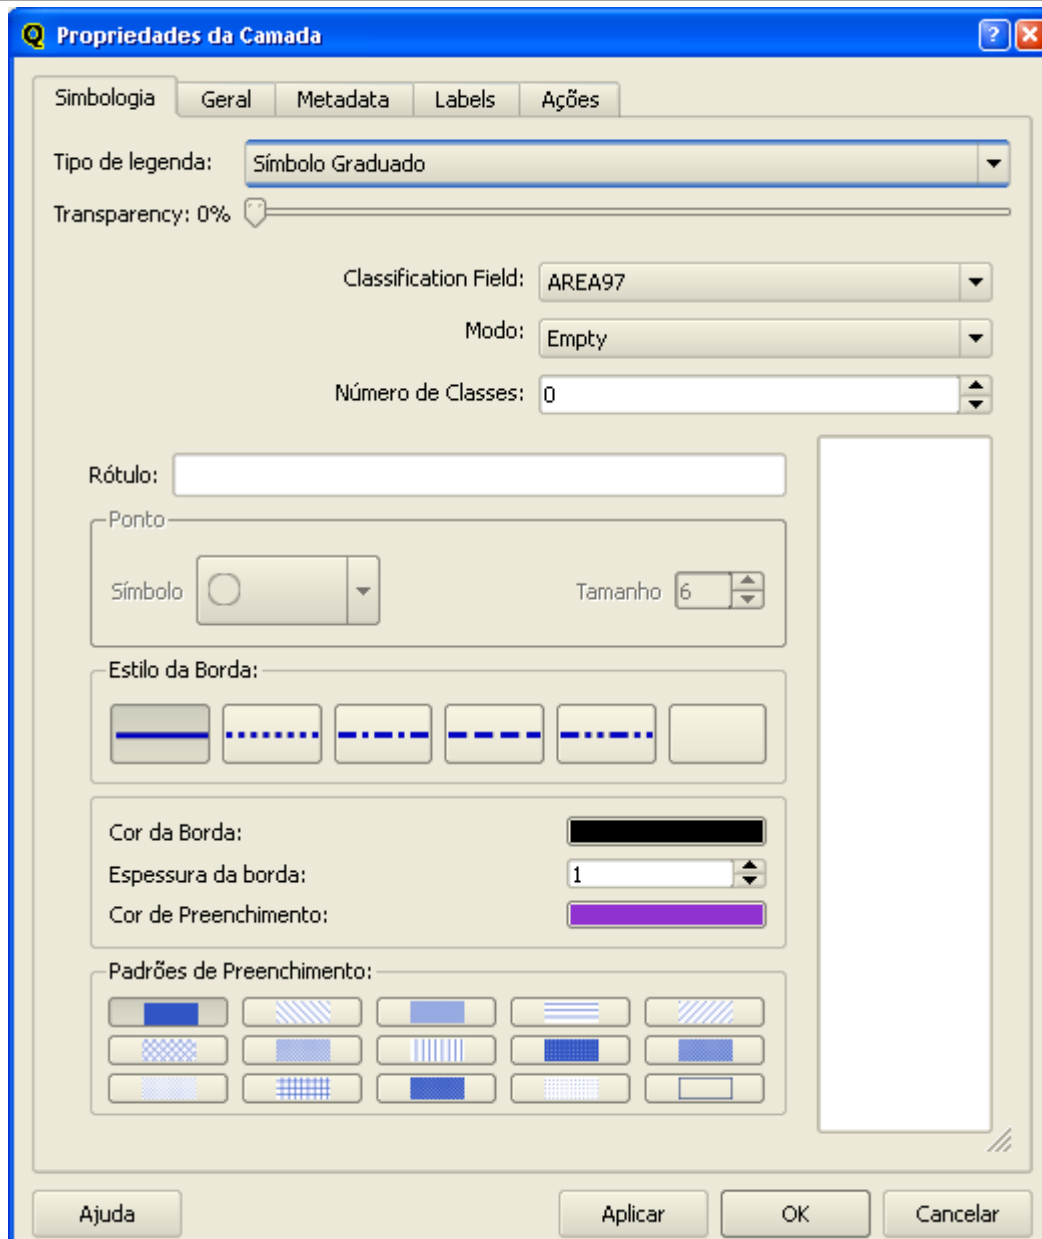 Propriedades da Camada
Simbologia Geral Metadata Labels Ações
Tipo de legenda: Símbolo Graduado
Transparency: 0%
Classification Field: AREA97
Modo: Empty
Número de Classes: 0
Rótulo:
Ponto
Símbolo Tamanho 6
Estilo da Borda:
Cor da Borda:
Espessura da borda: 1
Cor de Preenchimento:
Padrões de Preenchimento:
Ajuda Aplicar OK Cancelar